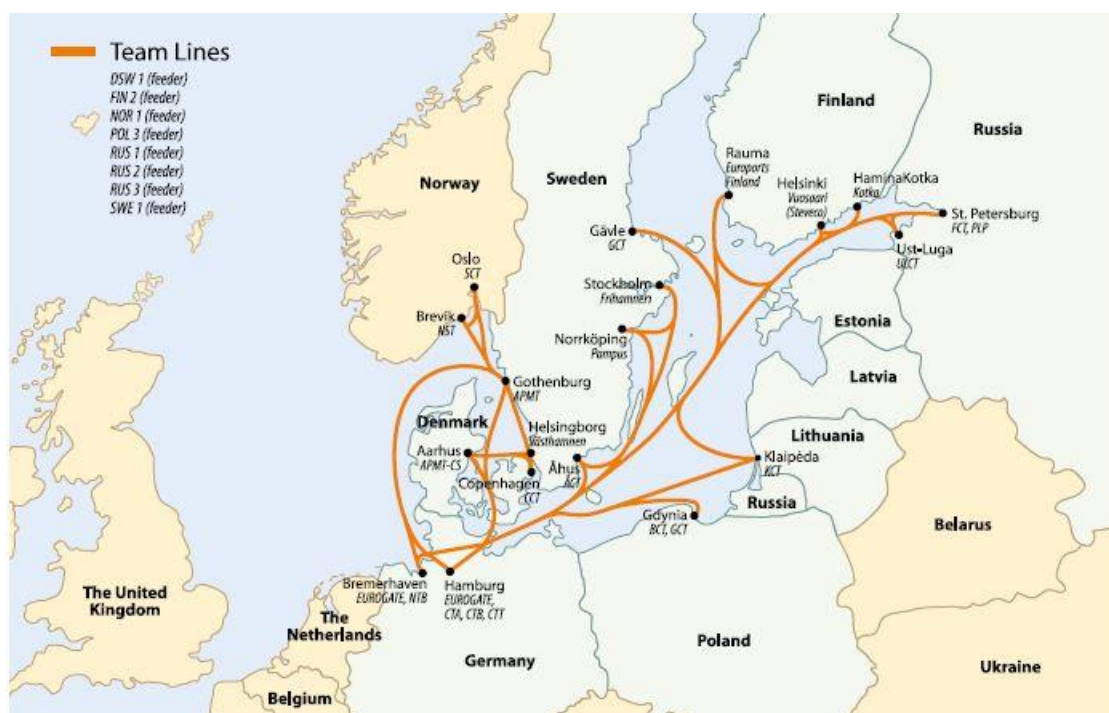 Team Lines
DSW 1 (feeder)
FIN 2 (feeder)
NOR 1 (feeder)
POL 3 (feeder)
RUS 1 (feeder)
RUS 2 (feeder)
RUS 3 (feeder)
SWE 1 (feeder)
Finland
Russia
Norway
Sweden
Rauma
Euroports
Finland
Helsinki
Vuosaari
(Steveco)
HaminaKotka
Kotka
St. Petersburg
FCT, PLP
Ust-Luga
ULCT
Gävle
GCT
Oslo
SCT
Stockholm
Frihamnen
Brevik
NST
Norrköping
Pampus
Estonia
Latvia
Gothenburg
APMT
Denmark
Helsingborg
Västhamnen
Aarhus
APMT-CS
Copenhagen
CCT
Åhus
ÅCT
Lithuania
Klaipėda
KCT
Russia
Gdynia
BCT, GCT
Belarus
Bremerhaven
EUROGATE, NTB
Hamburg
EUROGATE,
CTA, CTB, CTT
The United
Kingdom
The
Netherlands
Belgium
Germany
Poland
Ukraine